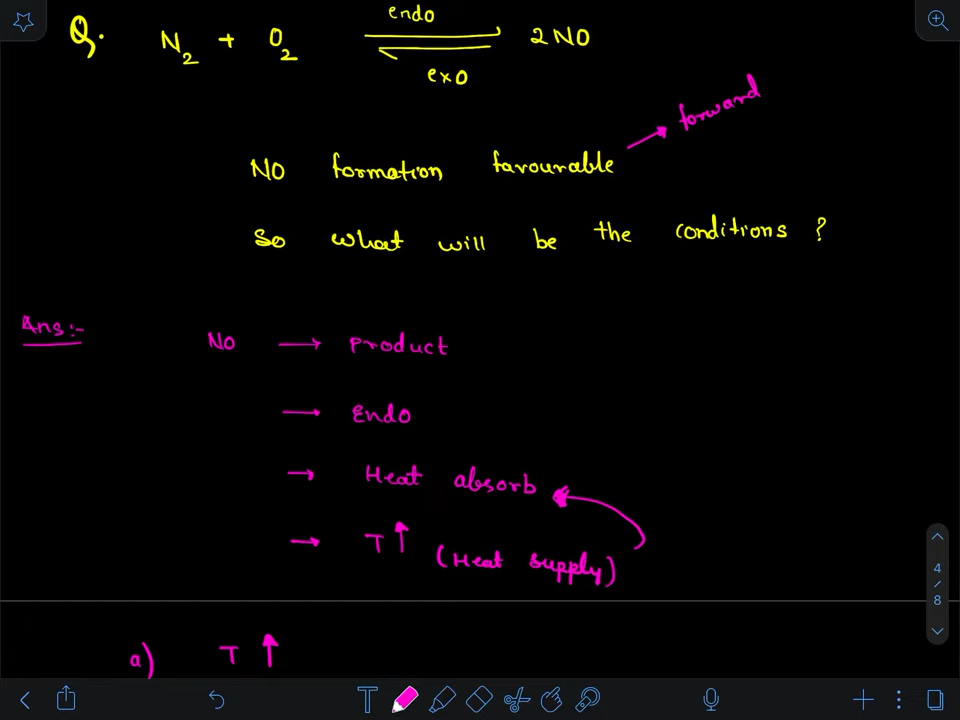 Q. N2 + O2 endo ⇌ exo 2NO
forward
NO formation favourable
So what will be the conditions ?
Ans:-
NO → Product
→ Endo
→ Heat absorb
→ T↑ (Heat supply)
a) T ↑
4/8
T